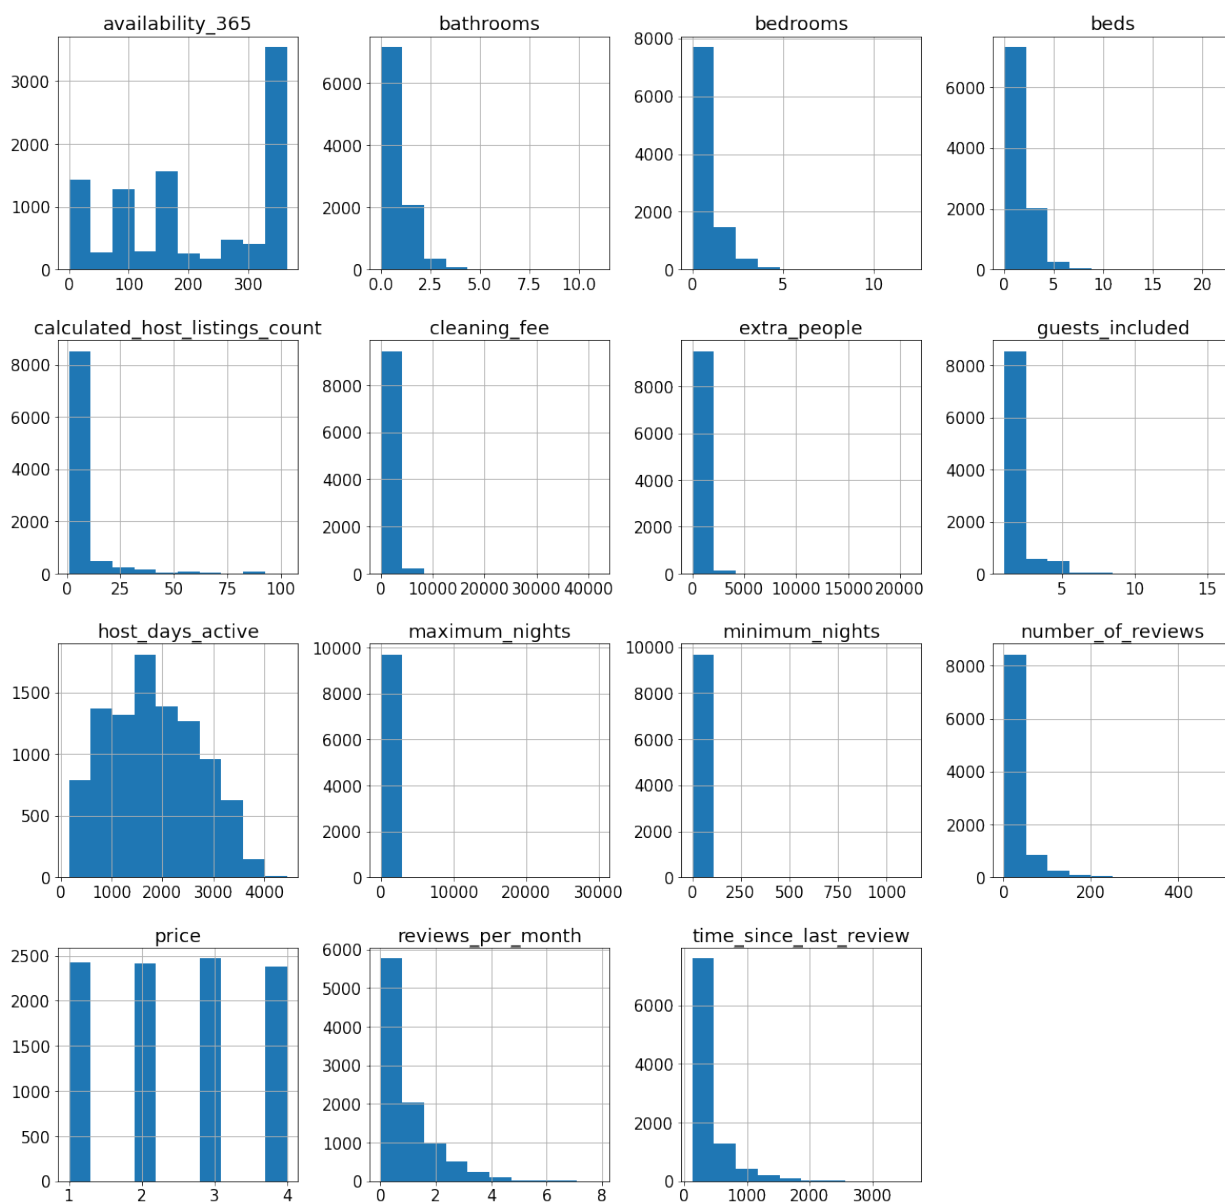 availability_365
3000
2000
1000
0
0 100 200 300
bathrooms
6000
4000
2000
0
0.0 2.5 5.0 7.5 10.0
bedrooms
8000
6000
4000
2000
0
0 5 10
beds
6000
4000
2000
0
0 5 10 15 20
calculated_host_listings_count
8000
6000
4000
2000
0
0 25 50 75 100
cleaning_fee
8000
6000
4000
2000
0
0 10000 20000 30000 40000
extra_people
8000
6000
4000
2000
0
0 5000 10000 15000 20000
guests_included
8000
6000
4000
2000
0
5 10 15
host_days_active
1500
1000
500
0
0 1000 2000 3000 4000
maximum_nights
10000
8000
6000
4000
2000
0
0 10000 20000 30000
minimum_nights
10000
8000
6000
4000
2000
0
0 250 500 750 1000
number_of_reviews
8000
6000
4000
2000
0
0 200 400
price
2500
2000
1500
1000
500
0
1 2 3 4
reviews_per_month
6000
5000
4000
3000
2000
1000
0
0 2 4 6 8
time_since_last_review
6000
4000
2000
0
0 1000 2000 3000